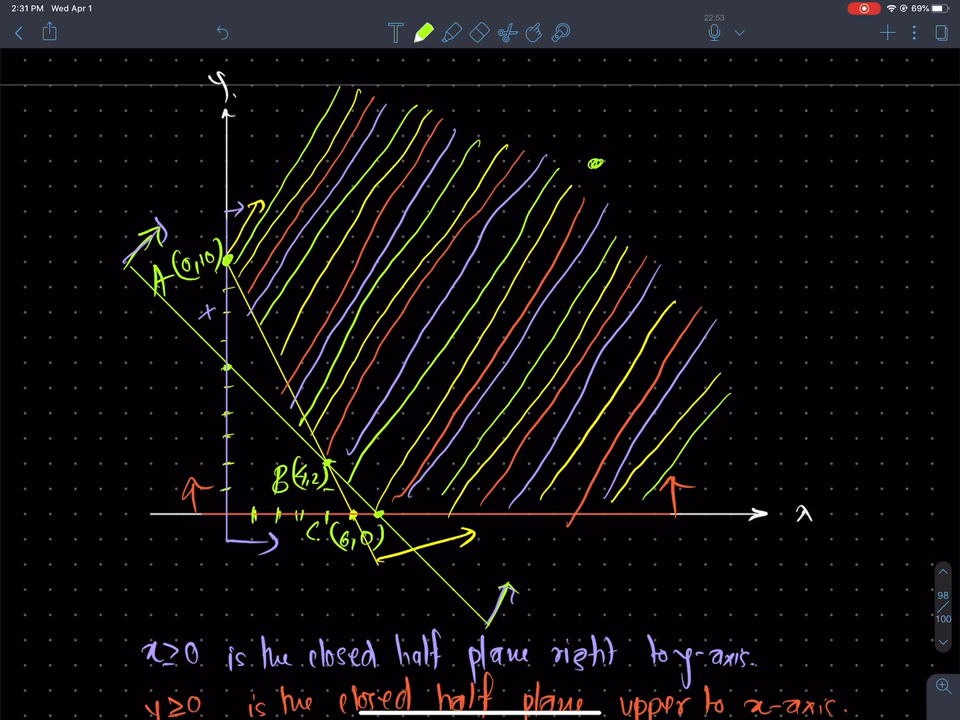 2:31 PM Wed Apr 1
69%
22:53
T
y
A(0,10)
x
B(4,2)
C(6,0)
x
98
100
x≥0 is the closed half plane right to y-axis.
y≥0 is the closed half plane upper to x-axis.